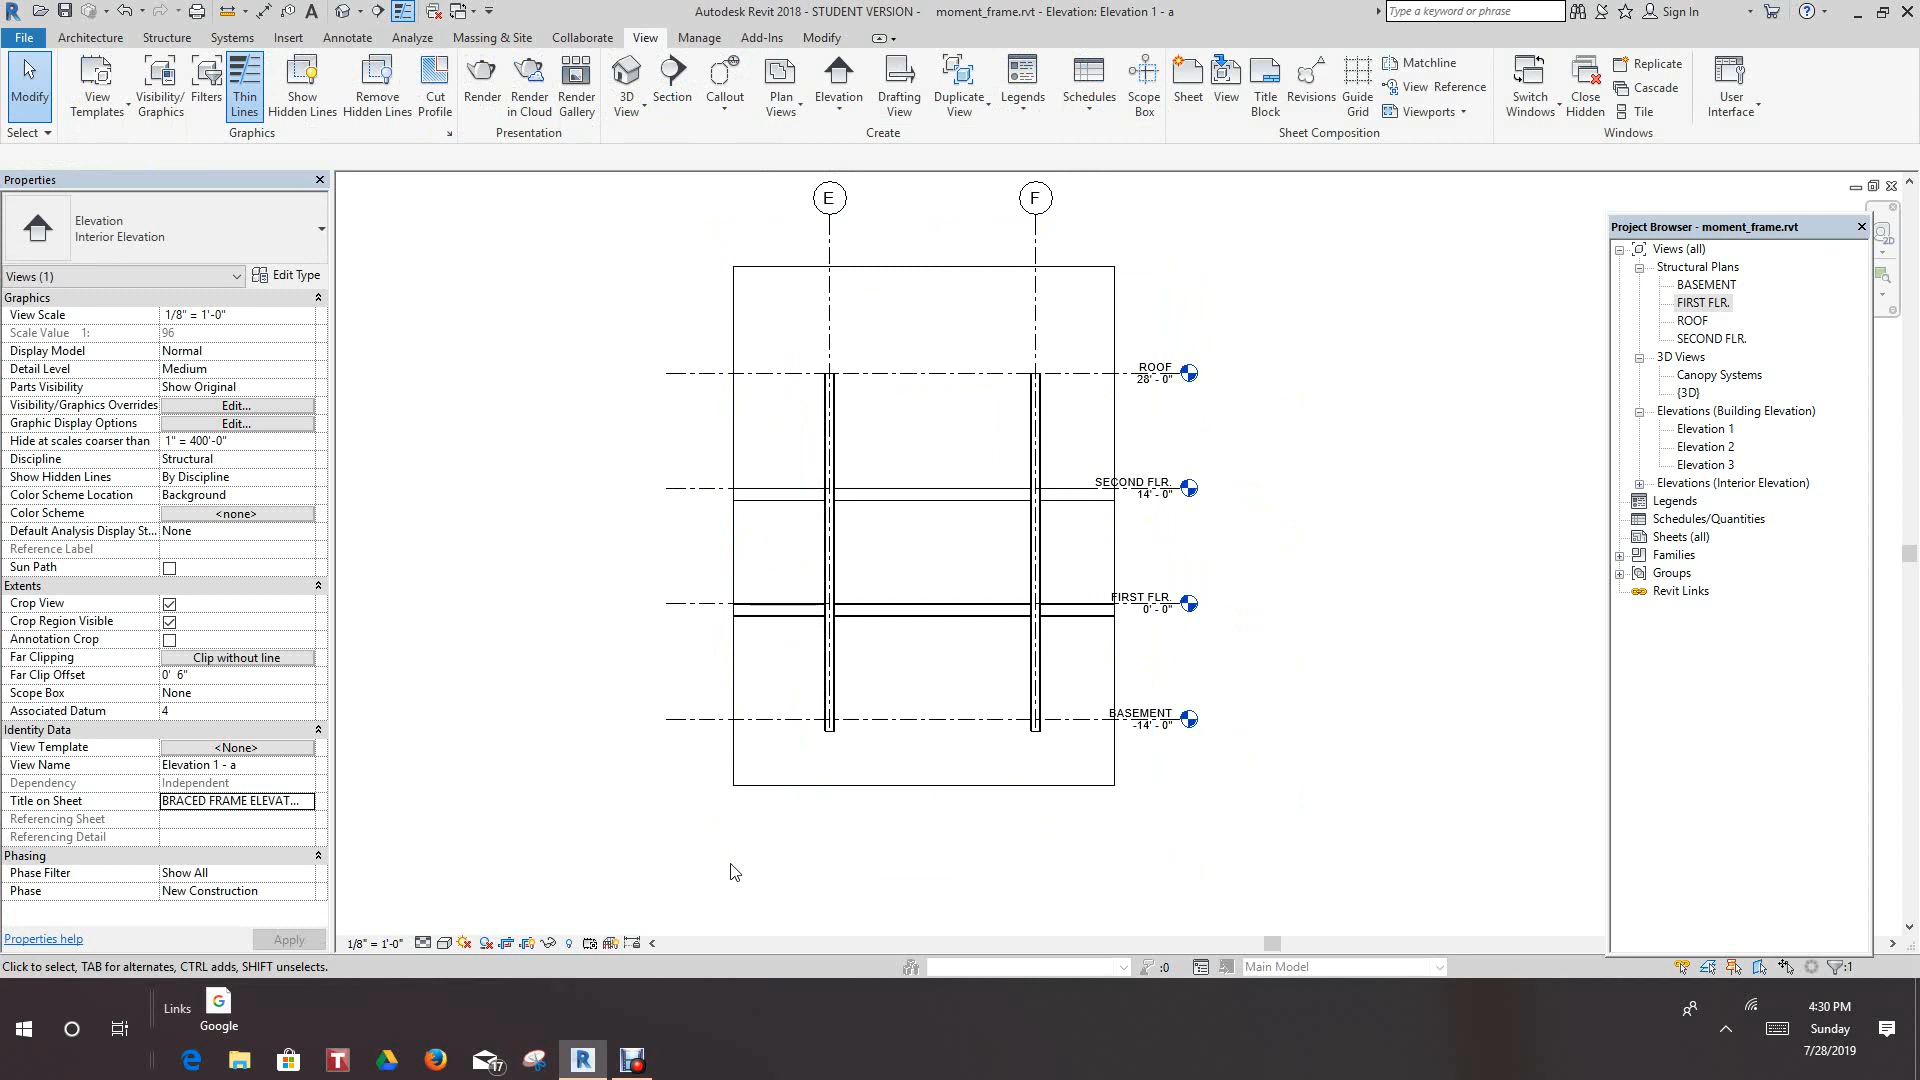 Autodesk Revit 2018 - STUDENT VERSION - moment_frame.rvt - Elevation: Elevation 1 - a
Type a keyword or phrase
Sign In
File Architecture Structure Systems Insert Annotate Analyze Massing & Site Collaborate View Manage Add-Ins Modify
Modify
View Templates
Visibility/ Graphics
Filters
Thin Lines
Show Hidden Lines
Remove Hidden Lines
Cut Profile
Render
Render in Cloud
Render Gallery
3D View
Section
Callout
Plan Views
Elevation
Drafting View
Duplicate View
Legends
Schedules
Scope Box
Sheet
View
Title Block
Revisions
Guide Grid
Matchline
View Reference
Viewports
Switch Windows
Close Hidden
Replicate
Cascade
Tile
User Interface
Select
Graphics
Presentation
Create
Sheet Composition
Windows
Properties
Elevation
Interior Elevation
Views (1)
Edit Type
Graphics
View Scale 1/8" = 1'-0"
Scale Value 1: 96
Display Model Normal
Detail Level Medium
Parts Visibility Show Original
Visibility/Graphics Overrides Edit...
Graphic Display Options Edit...
Hide at scales coarser than 1" = 400'-0"
Discipline Structural
Show Hidden Lines By Discipline
Color Scheme Location Background
Color Scheme <none>
Default Analysis Display St... None
Reference Label
Sun Path
Extents
Crop View
Crop Region Visible
Annotation Crop
Far Clipping Clip without line
Far Clip Offset 0' 6"
Scope Box None
Associated Datum 4
Identity Data
View Template <None>
View Name Elevation 1 - a
Dependency Independent
Title on Sheet BRACED FRAME ELEVAT...
Referencing Sheet
Referencing Detail
Phasing
Phase Filter Show All
Phase New Construction
Properties help
Apply
E
F
ROOF
28' - 0"
SECOND FLR.
14' - 0"
FIRST FLR.
0' - 0"
BASEMENT
-14' - 0"
1/8" = 1'-0"
Project Browser - moment_frame.rvt
Views (all)
Structural Plans
BASEMENT
FIRST FLR.
ROOF
SECOND FLR.
3D Views
Canopy Systems
{3D}
Elevations (Building Elevation)
Elevation 1
Elevation 2
Elevation 3
Elevations (Interior Elevation)
Legends
Schedules/Quantities
Sheets (all)
Families
Groups
Revit Links
2D
Click to select, TAB for alternates, CTRL adds, SHIFT unselects.
:0
Main Model
:1
Links
Google
17
4:30 PM
Sunday
7/28/2019